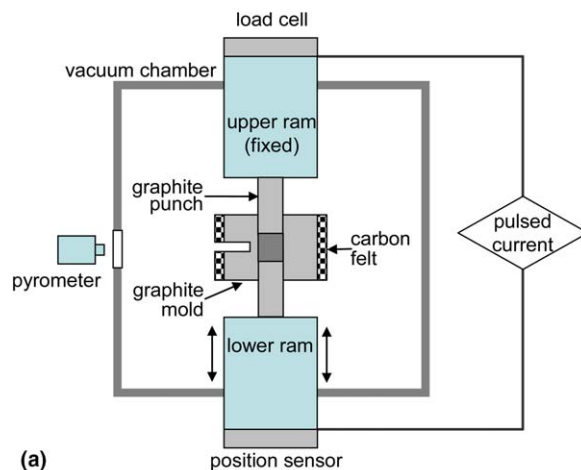 load cell
vacuum chamber
upper ram
(fixed)
graphite
punch
pulsed
current
carbon
felt
pyrometer
graphite
mold
lower ram
(a)
position sensor